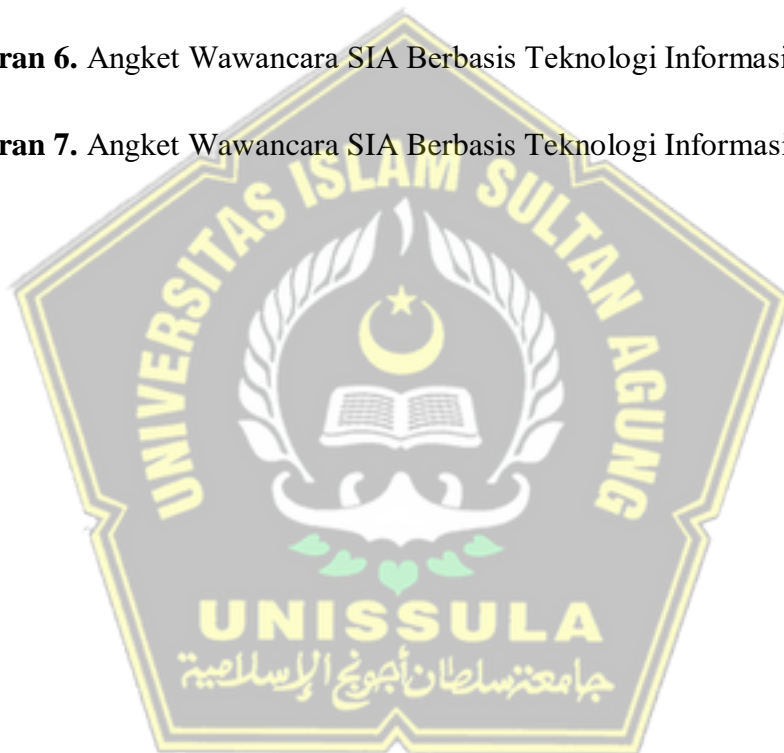 ran 6. Angket Wawancara SIA Berbasis Teknologi Informasi
ran 7. Angket Wawancara SIA Berbasis Teknologi Informasi
UNIVERSITAS ISLAM SULTAN AGUNG
UNISSULA
جامعة سلطان أجونج الإسلامية